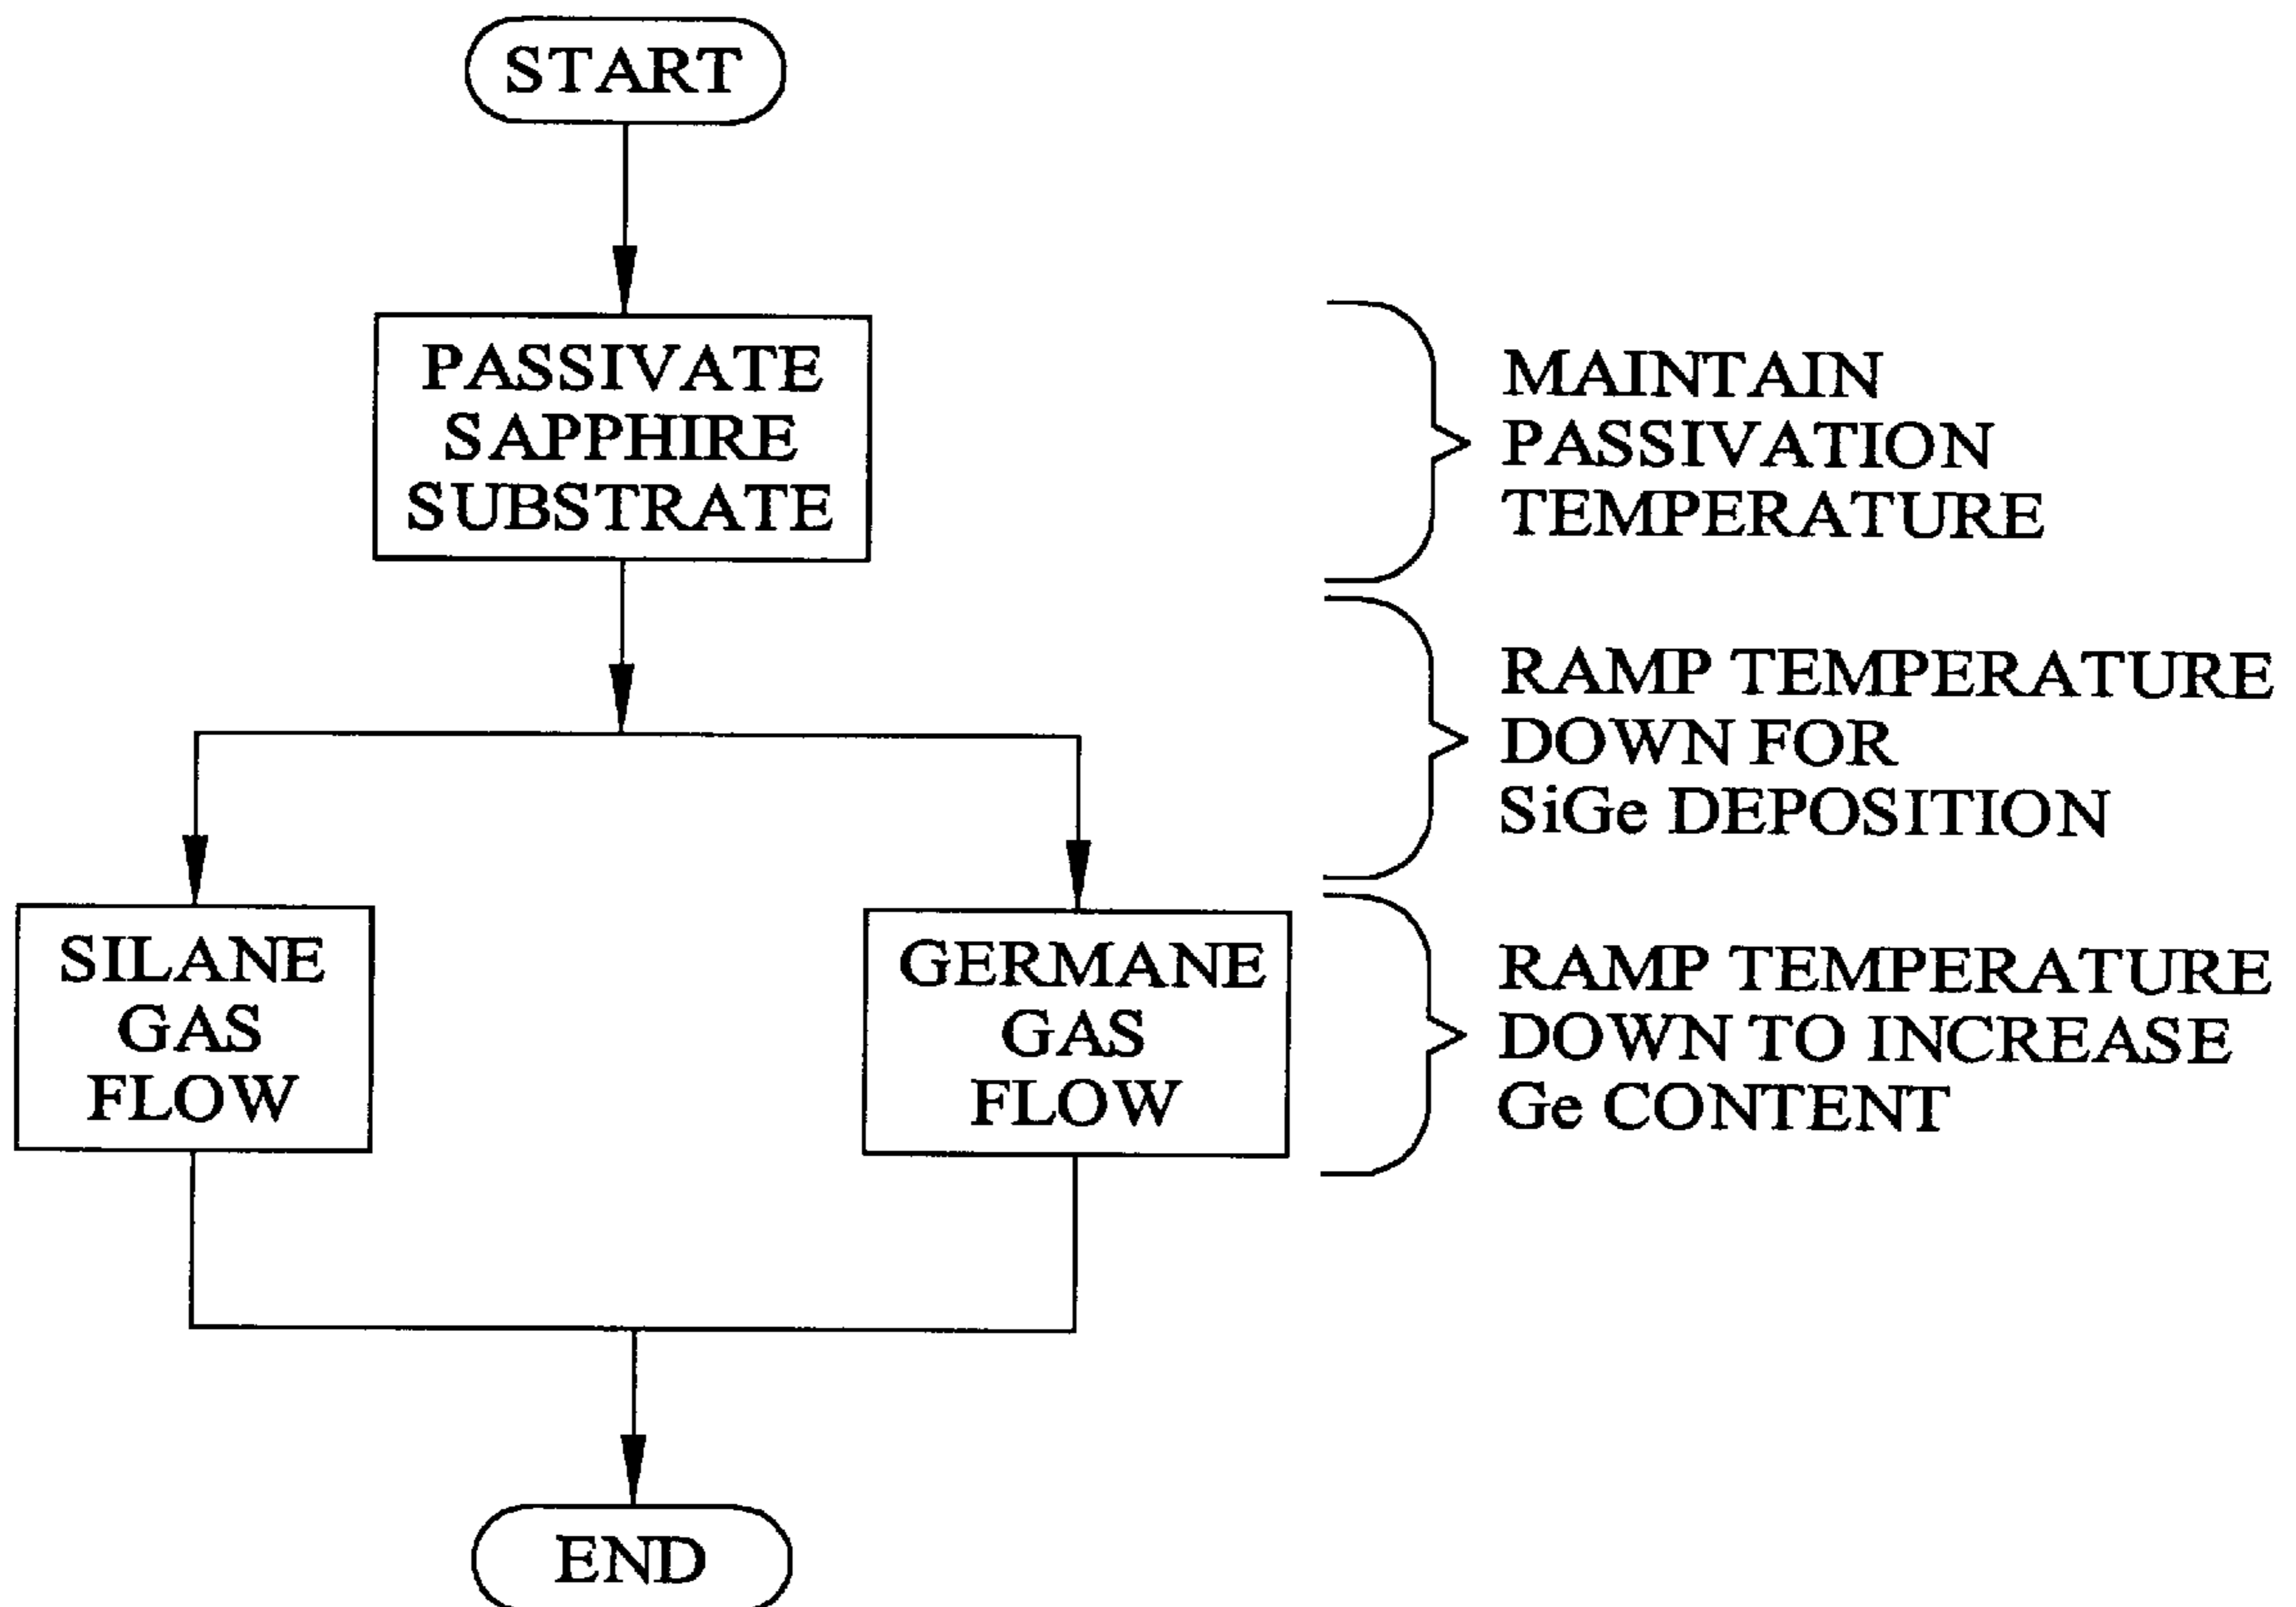 START
PASSIVATE
SAPPHIRE
SUBSTRATE
MAINTAIN
PASSIVATION
TEMPERATURE
RAMP TEMPERATURE
DOWN FOR
SiGe DEPOSITION
SILANE
GAS
FLOW
GERMANE
GAS
FLOW
RAMP TEMPERATURE
DOWN TO INCREASE
Ge CONTENT
END